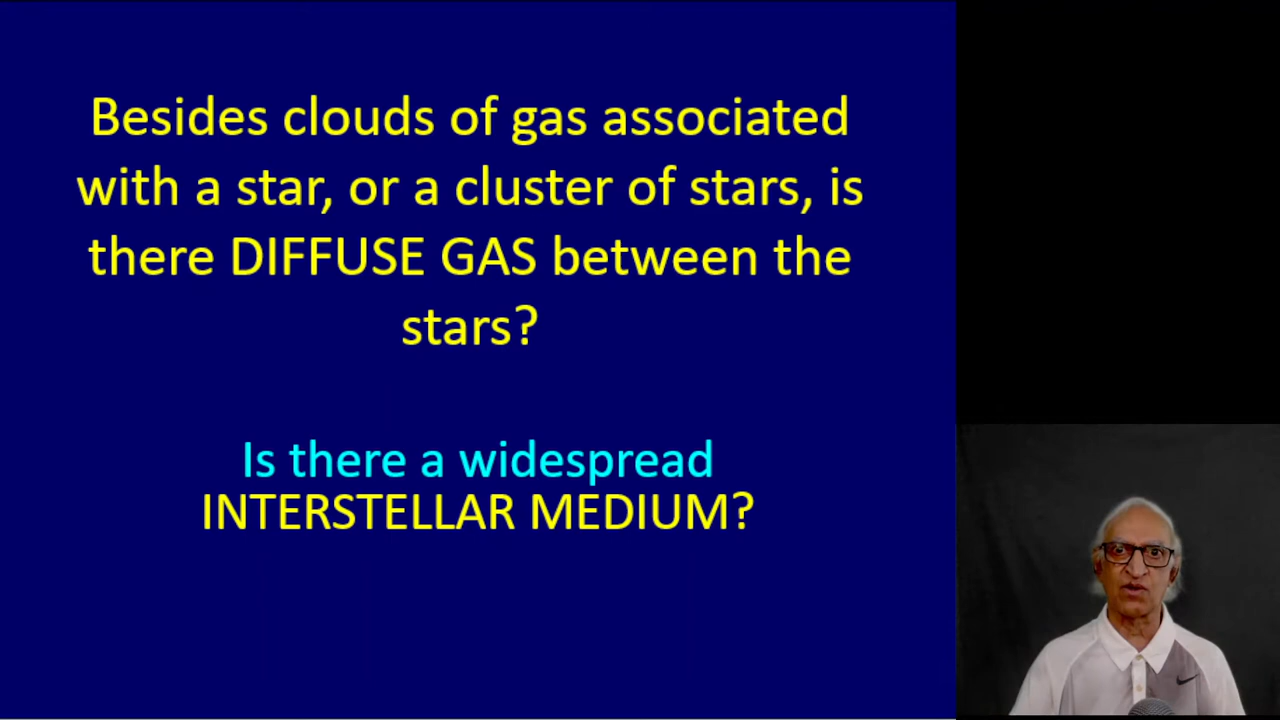 Besides clouds of gas associated
with a star, or a cluster of stars, is
there DIFFUSE GAS between the
stars?
Is there a widespread
INTERSTELLAR MEDIUM?